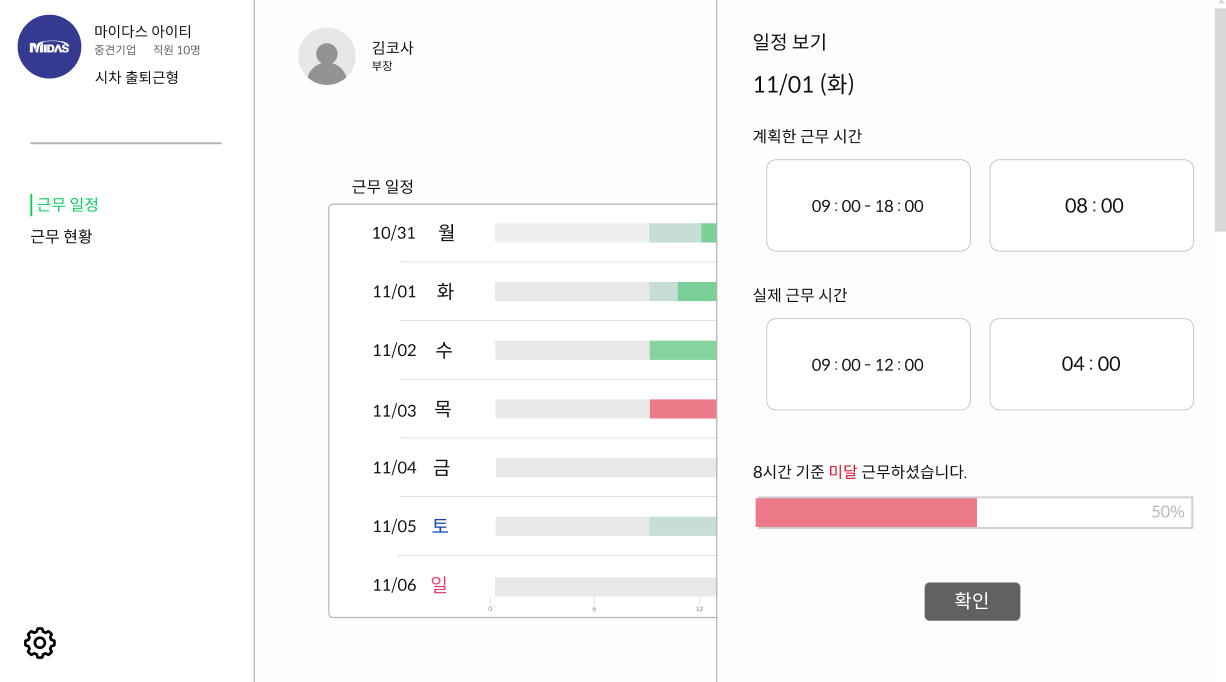 MIDAS
마이다스 아이티
중견기업 직원 10명
시차 출퇴근형
근무 일정
근무 현황
김코사
부장
근무 일정
10/31 월
11/01 화
11/02 수
11/03 목
11/04 금
11/05 토
11/06 일
0 6 12
일정 보기
11/01 (화)
계획한 근무 시간
09 : 00 - 18 : 00
08 : 00
실제 근무 시간
09 : 00 - 12 : 00
04 : 00
8시간 기준 미달 근무하셨습니다.
50%
확인